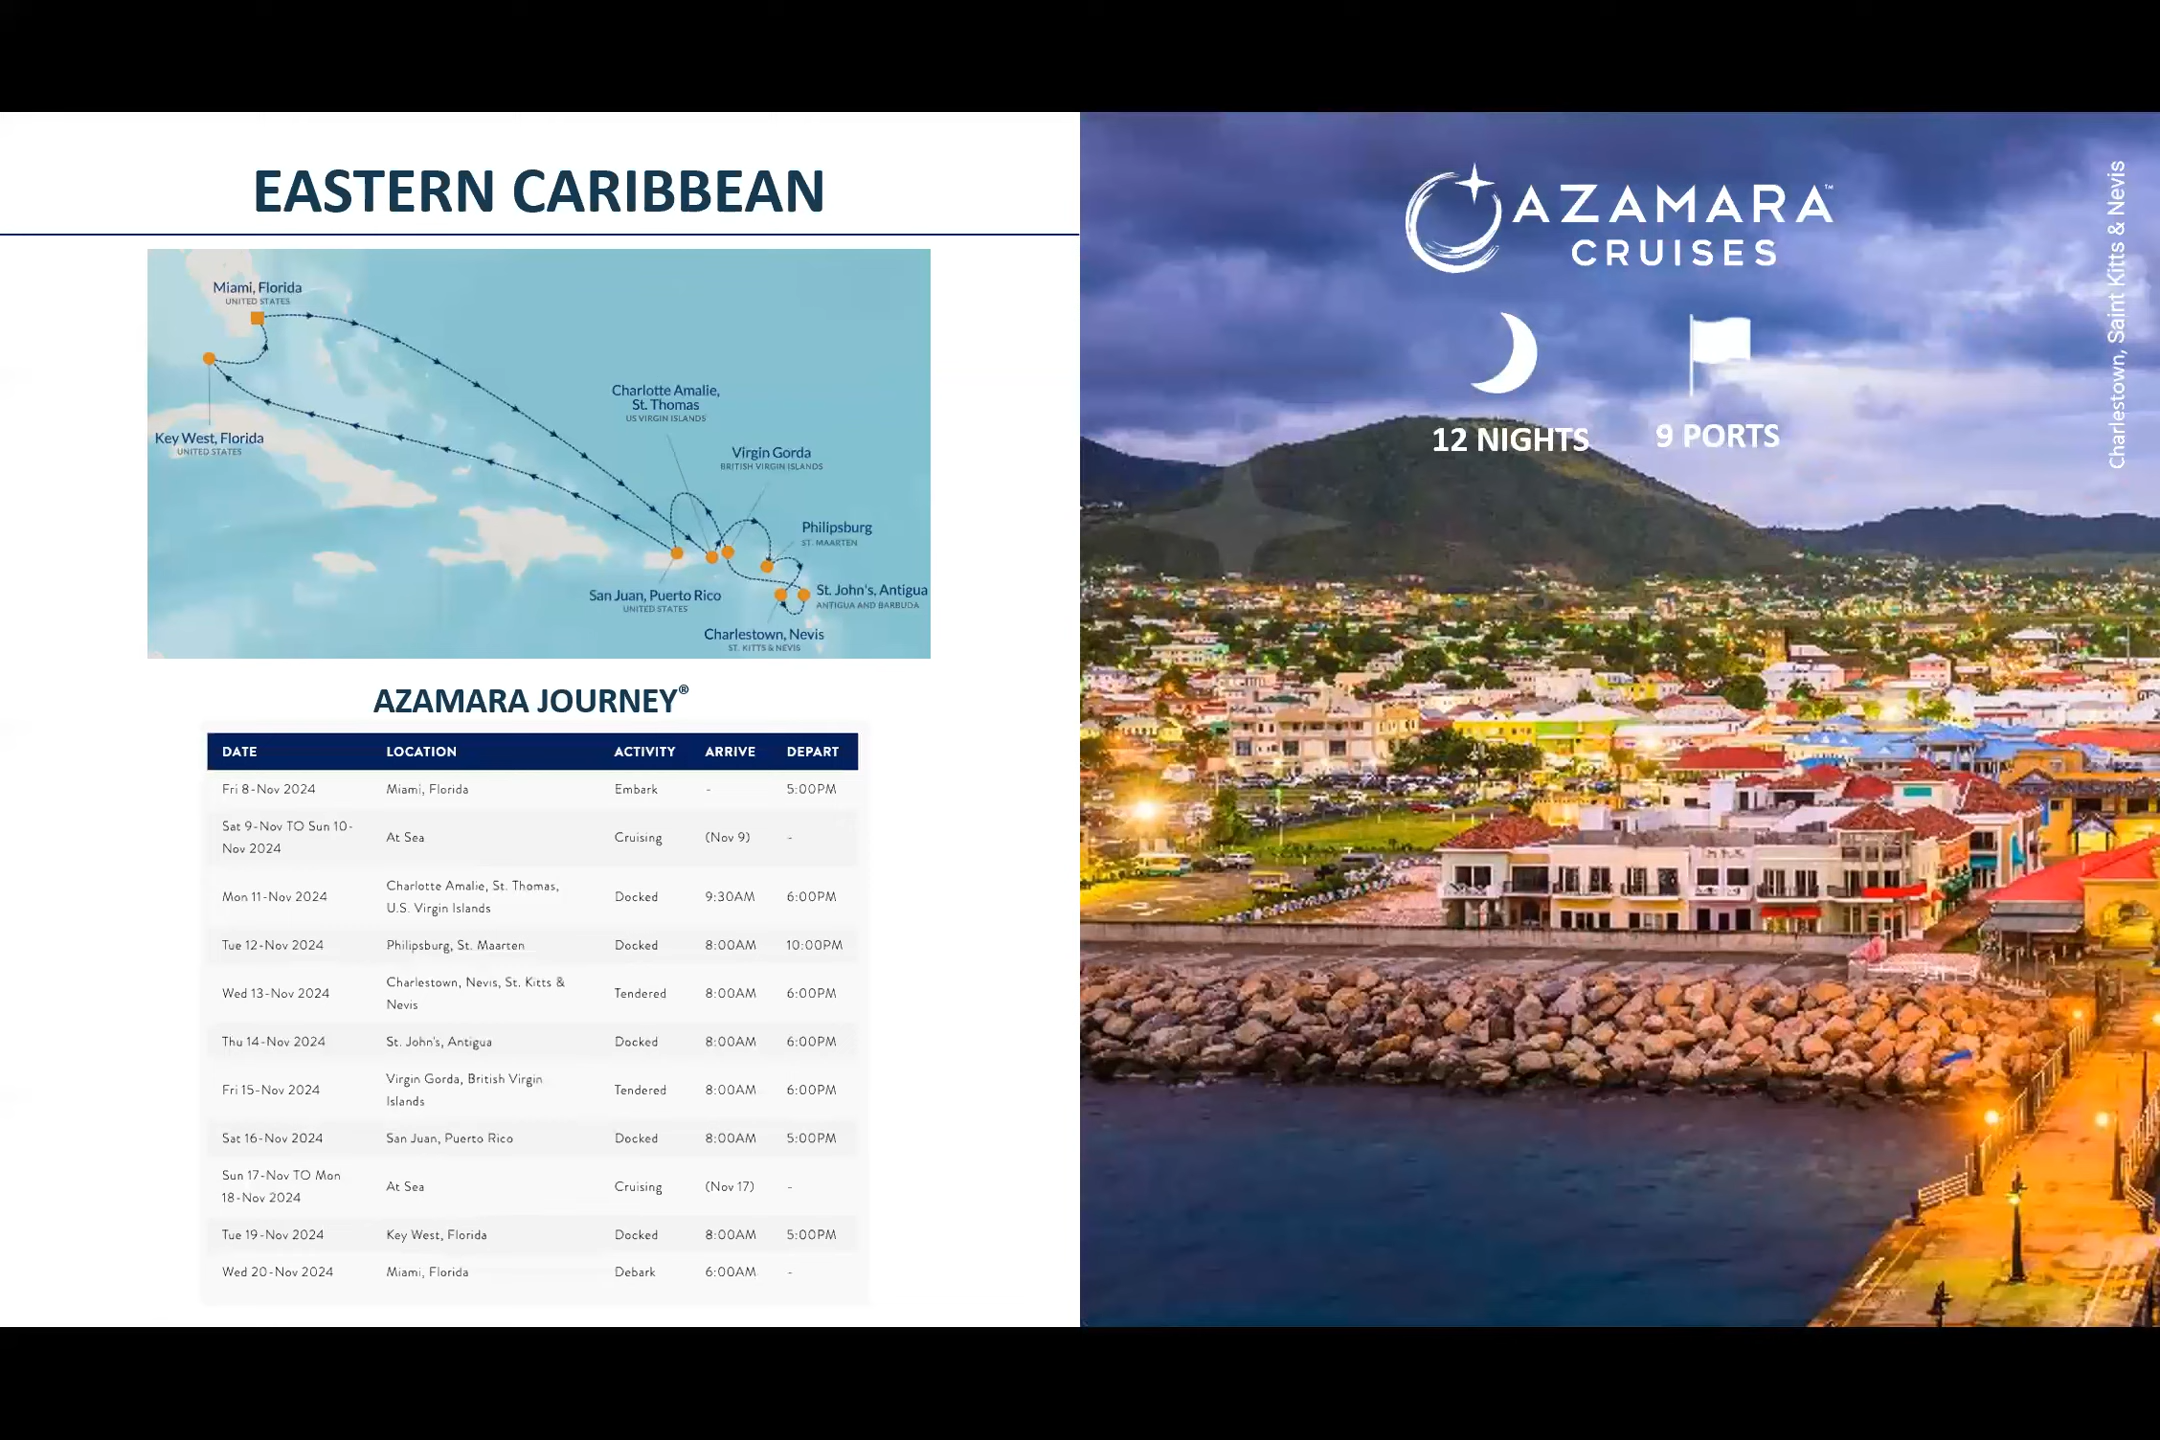 EASTERN CARIBBEAN
Miami, Florida
UNITED STATES
Key West, Florida
UNITED STATES
Charlotte Amalie,
St. Thomas
US VIRGIN ISLANDS
Virgin Gorda
BRITISH VIRGIN ISLANDS
Philipsburg
ST. MAARTEN
San Juan, Puerto Rico
UNITED STATES
St. John's, Antigua
ANTIGUA AND BARBUDA
Charlestown, Nevis
ST. KITTS & NEVIS
AZAMARA JOURNEY®
DATE LOCATION ACTIVITY ARRIVE DEPART
Fri 8-Nov 2024 Miami, Florida Embark - 5:00PM
Sat 9-Nov TO Sun 10-
Nov 2024 At Sea Cruising (Nov 9) -
Mon 11-Nov 2024 Charlotte Amalie, St. Thomas,
U.S. Virgin Islands Docked 9:30AM 6:00PM
Tue 12-Nov 2024 Philipsburg, St. Maarten Docked 8:00AM 10:00PM
Wed 13-Nov 2024 Charlestown, Nevis, St. Kitts &
Nevis Tendered 8:00AM 6:00PM
Thu 14-Nov 2024 St. John's, Antigua Docked 8:00AM 6:00PM
Fri 15-Nov 2024 Virgin Gorda, British Virgin
Islands Tendered 8:00AM 6:00PM
Sat 16-Nov 2024 San Juan, Puerto Rico Docked 8:00AM 5:00PM
Sun 17-Nov TO Mon
18-Nov 2024 At Sea Cruising (Nov 17) -
Tue 19-Nov 2024 Key West, Florida Docked 8:00AM 5:00PM
Wed 20-Nov 2024 Miami, Florida Debark 6:00AM -
AZAMARA™
CRUISES
12 NIGHTS
9 PORTS
Charlestown, Saint Kitts & Nevis